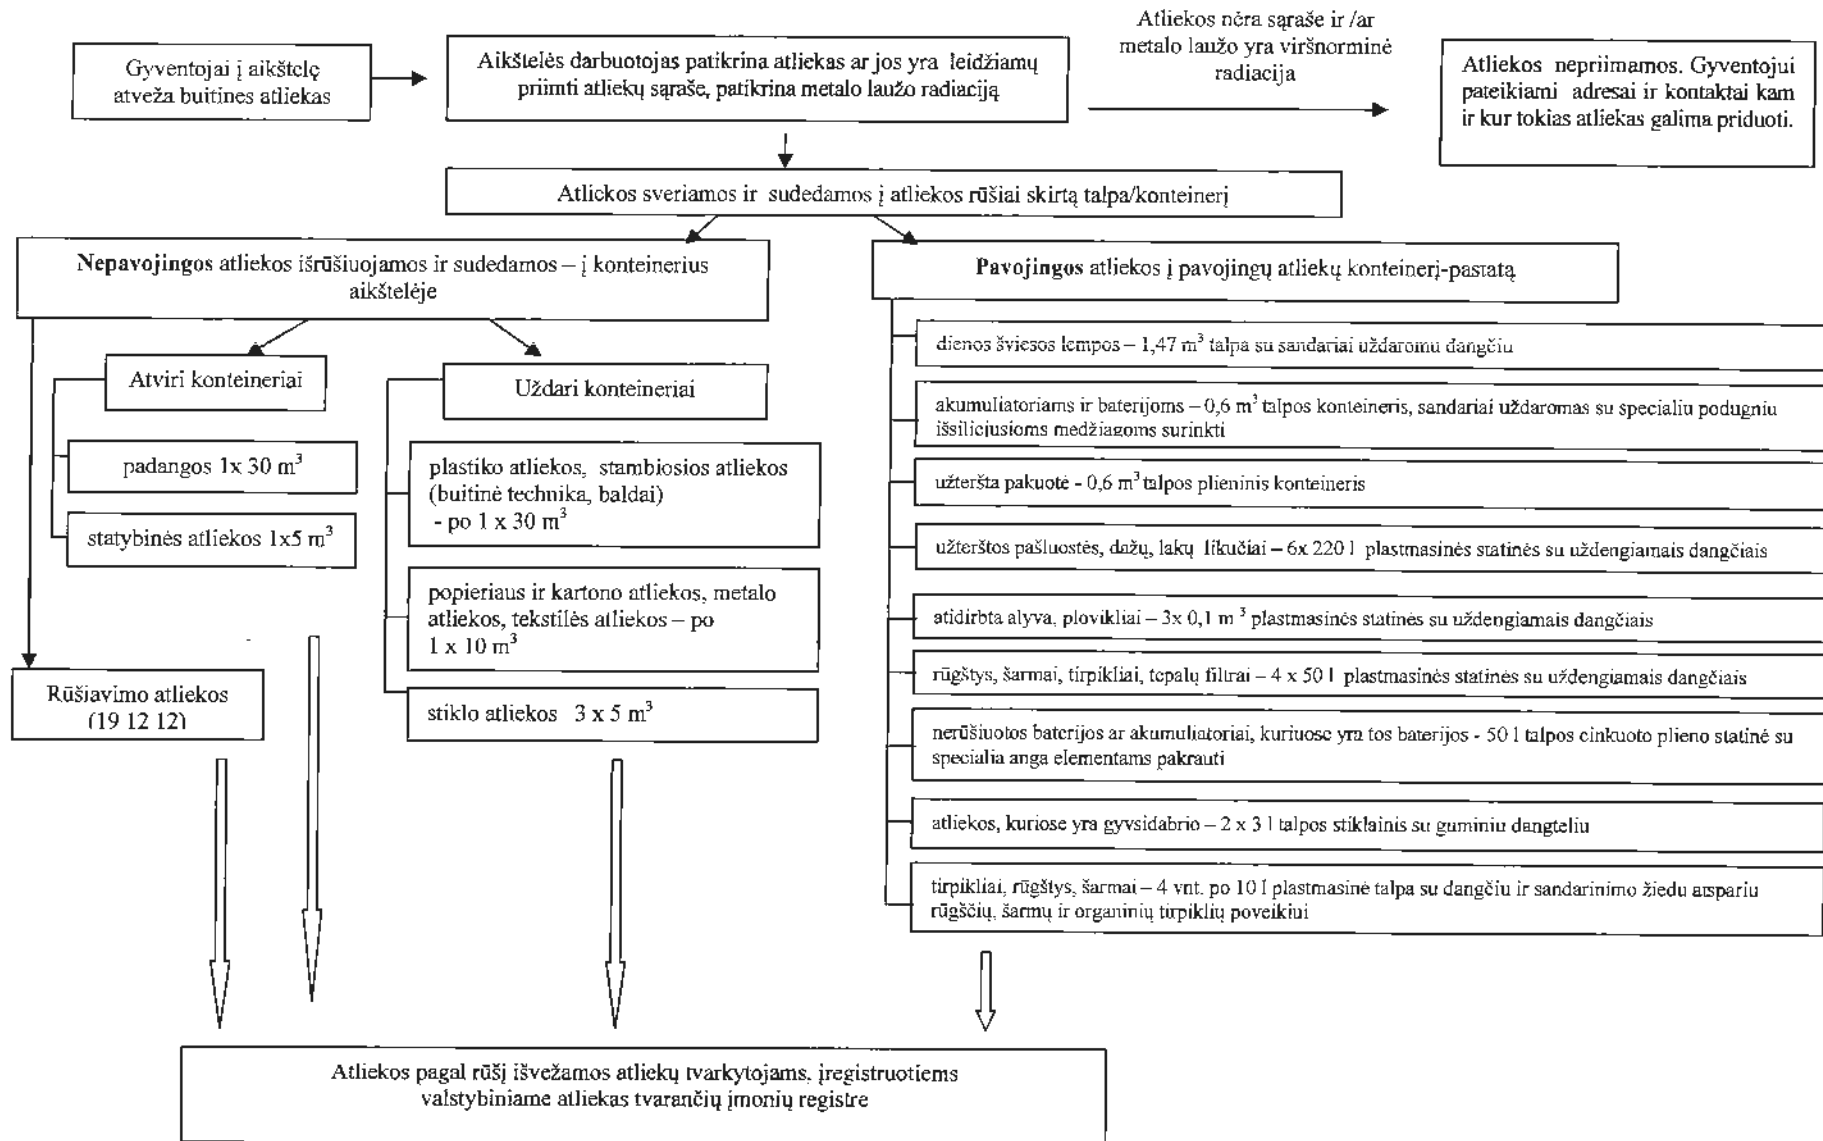 Gyventojai į aikštelę
atveža buitines atliekas
Aikštelės darbuotojas patikrina atliekas ar jos yra leidžiamų
priimti atliekų sąraše, patikrina metalo laužo radiaciją
Atliekos nėra sąraše ir /ar
metalo laužo yra viršnorminė
radiacija
Atliekos nepriimamos. Gyventojui
pateikiami adresai ir kontaktai kam
ir kur tokias atliekas galima priduoti.
Atliekos sveriamos ir sudedamos į atliekos rūšiai skirtą talpa/konteinerį
Nepavojingos atliekos išrūšiuojamos ir sudedamos – į konteinerius
aikštelėje
Pavojingos atliekos į pavojingų atliekų konteinerį-pastatą
Atviri konteineriai
padangos 1x 30 m³
statybinės atliekos 1x5 m³
Uždari konteineriai
plastiko atliekos, stambiosios atliekos
(buitinė technika, baldai)
- po 1 x 30 m³
popieriaus ir kartono atliekos, metalo
atliekos, tekstilės atliekos – po
1 x 10 m³
stiklo atliekos 3 x 5 m³
Rūšiavimo atliekos
(19 12 12)
dienos šviesos lempos – 1,47 m³ talpa su sandariai uždaromu dangčiu
akumuliatoriams ir baterijoms – 0,6 m³ talpos konteineris, sandariai uždaromas su specialiu podugniu
išsiliejusioms medžiagoms surinkti
užteršta pakuotė - 0,6 m³ talpos plieninis konteineris
užterštos pašluostės, dažų, lakų likučiai – 6x 220 l plastmasinės statinės su uždengiamais dangčiais
atidirbta alyva, plovikliai – 3x 0,1 m ³ plastmasinės statinės su uždengiamais dangčiais
rūgštys, šarmai, tirpikliai, tepalų filtrai – 4 x 50 l plastmasinės statinės su uždengiamais dangčiais
nerūšiuotos baterijos ar akumuliatoriai, kuriuose yra tos baterijos - 50 l talpos cinkuoto plieno statinė su
specialia anga elementams pakrauti
atliekos, kuriose yra gyvsidabrio – 2 x 3 l talpos stiklainis su guminiu dangteliu
tirpikliai, rūgštys, šarmai – 4 vnt. po 10 l plastmasinė talpa su dangčiu ir sandarinimo žiedu atspariu
rūgščių, šarmų ir organinių tirpiklių poveikiui
Atliekos pagal rūšį išvežamos atliekų tvarkytojams, įregistruotiems
valstybiniame atliekas tvarančių įmonių registre